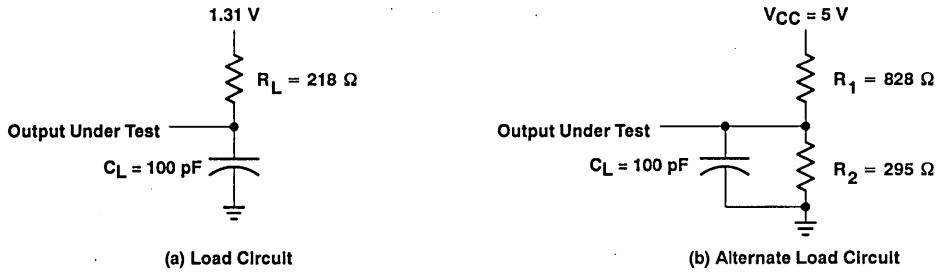 1.31 V
R_L = 218 Ω
Output Under Test
C_L = 100 pF
(a) Load Circuit
V_CC = 5 V
R_1 = 828 Ω
Output Under Test
C_L = 100 pF
R_2 = 295 Ω
(b) Alternate Load Circuit